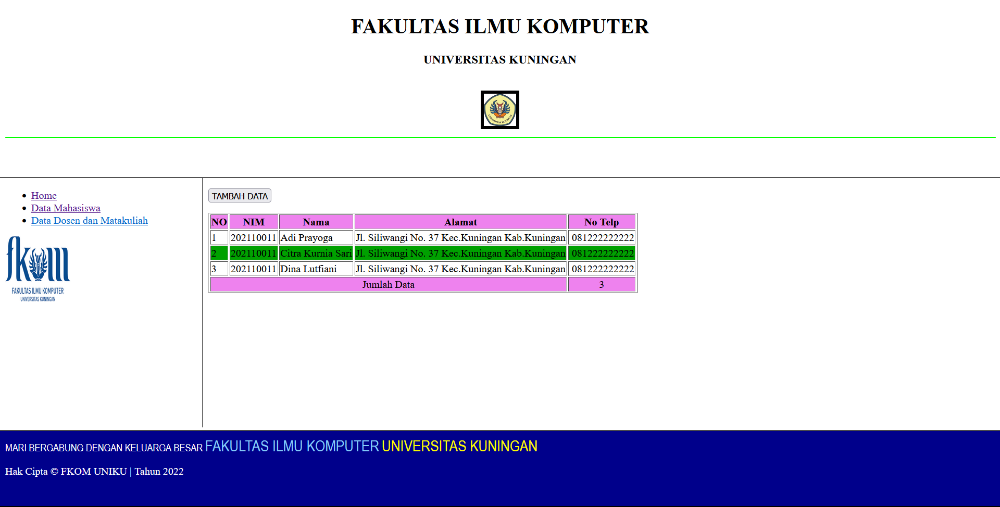 FAKULTAS ILMU KOMPUTER
UNIVERSITAS KUNINGAN
UNIVERSITAS KUNINGAN
Home
Data Mahasiswa
Data Dosen dan Matakuliah
fkom
FAKULTAS ILMU KOMPUTER
UNIVERSITAS KUNINGAN
TAMBAH DATA
NO NIM Nama Alamat No Telp
1 202110011 Adi Prayoga Jl. Siliwangi No. 37 Kec.Kuningan Kab.Kuningan 081222222222
2 202110011 Citra Kurnia Sari Jl. Siliwangi No. 37 Kec.Kuningan Kab.Kuningan 081222222222
3 202110011 Dina Lutfiani Jl. Siliwangi No. 37 Kec.Kuningan Kab.Kuningan 081222222222
Jumlah Data 3
MARI BERGABUNG DENGAN KELUARGA BESAR FAKULTAS ILMU KOMPUTER UNIVERSITAS KUNINGAN
Hak Cipta © FKOM UNIKU | Tahun 2022